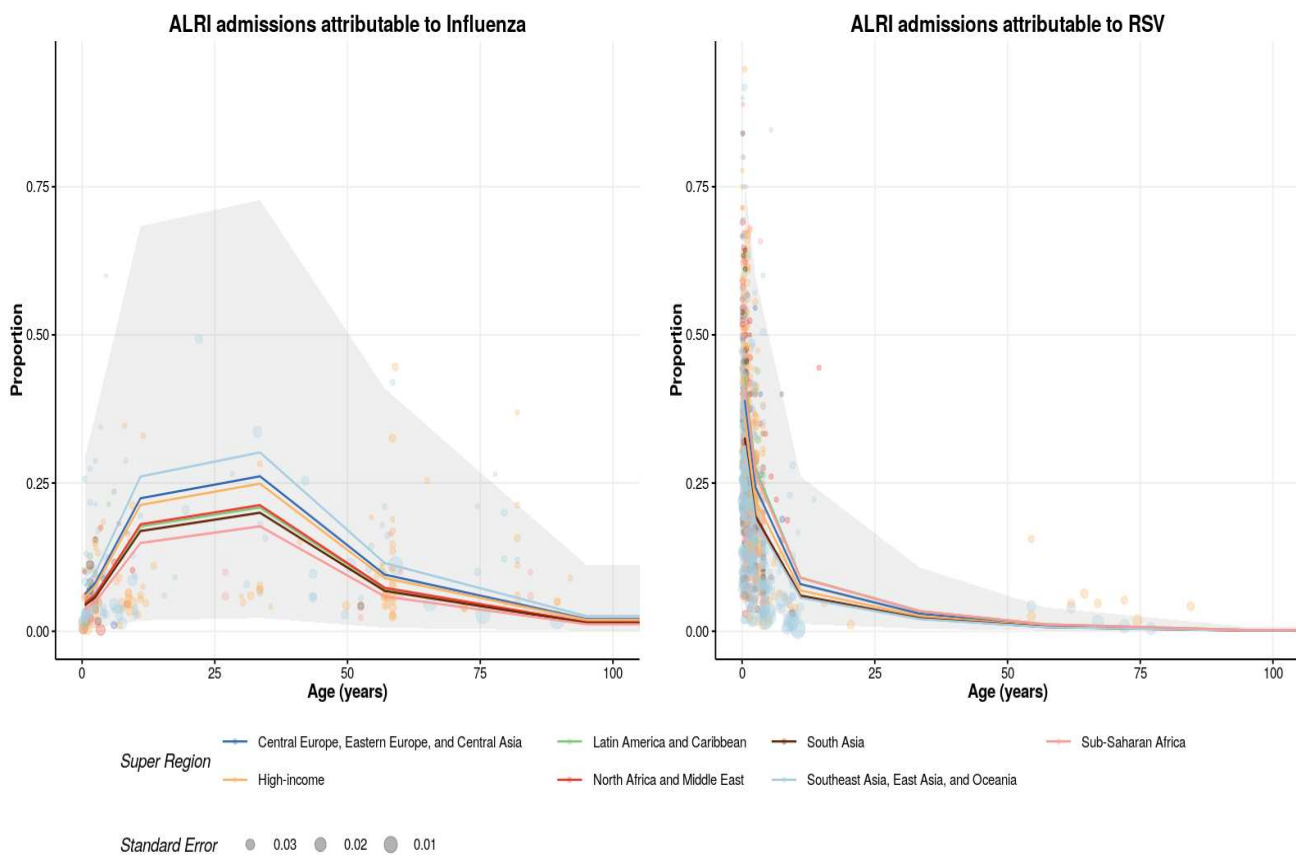 ALRI admissions attributable to Influenza
ALRI admissions attributable to RSV
Proportion
0.75
0.50
0.25
0.00
0
25
50
75
100
Age (years)
Proportion
0.75
0.50
0.25
0.00
0
25
50
75
100
Age (years)
Super Region
Central Europe, Eastern Europe, and Central Asia
Latin America and Caribbean
South Asia
Sub-Saharan Africa
High-income
North Africa and Middle East
Southeast Asia, East Asia, and Oceania
Standard Error
0.03
0.02
0.01